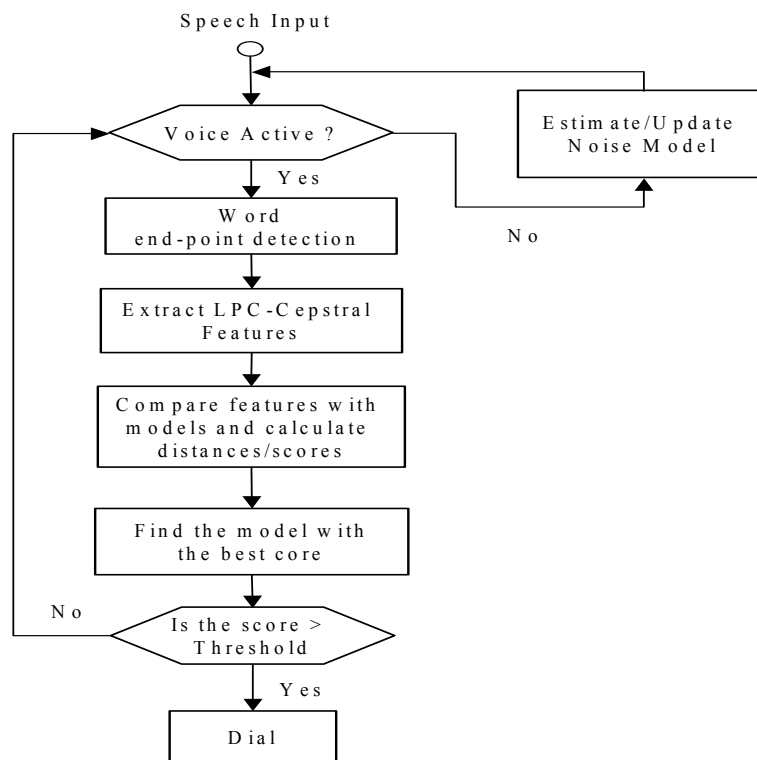 Speech Input
Voice Active ?
Estimate/Update
Noise Model
Yes
No
Word
end-point detection
Extract LPC-Cepstral
Features
Compare features with
models and calculate
distances/scores
Find the model with
the best core
No
Is the score >
Threshold
Yes
Dial